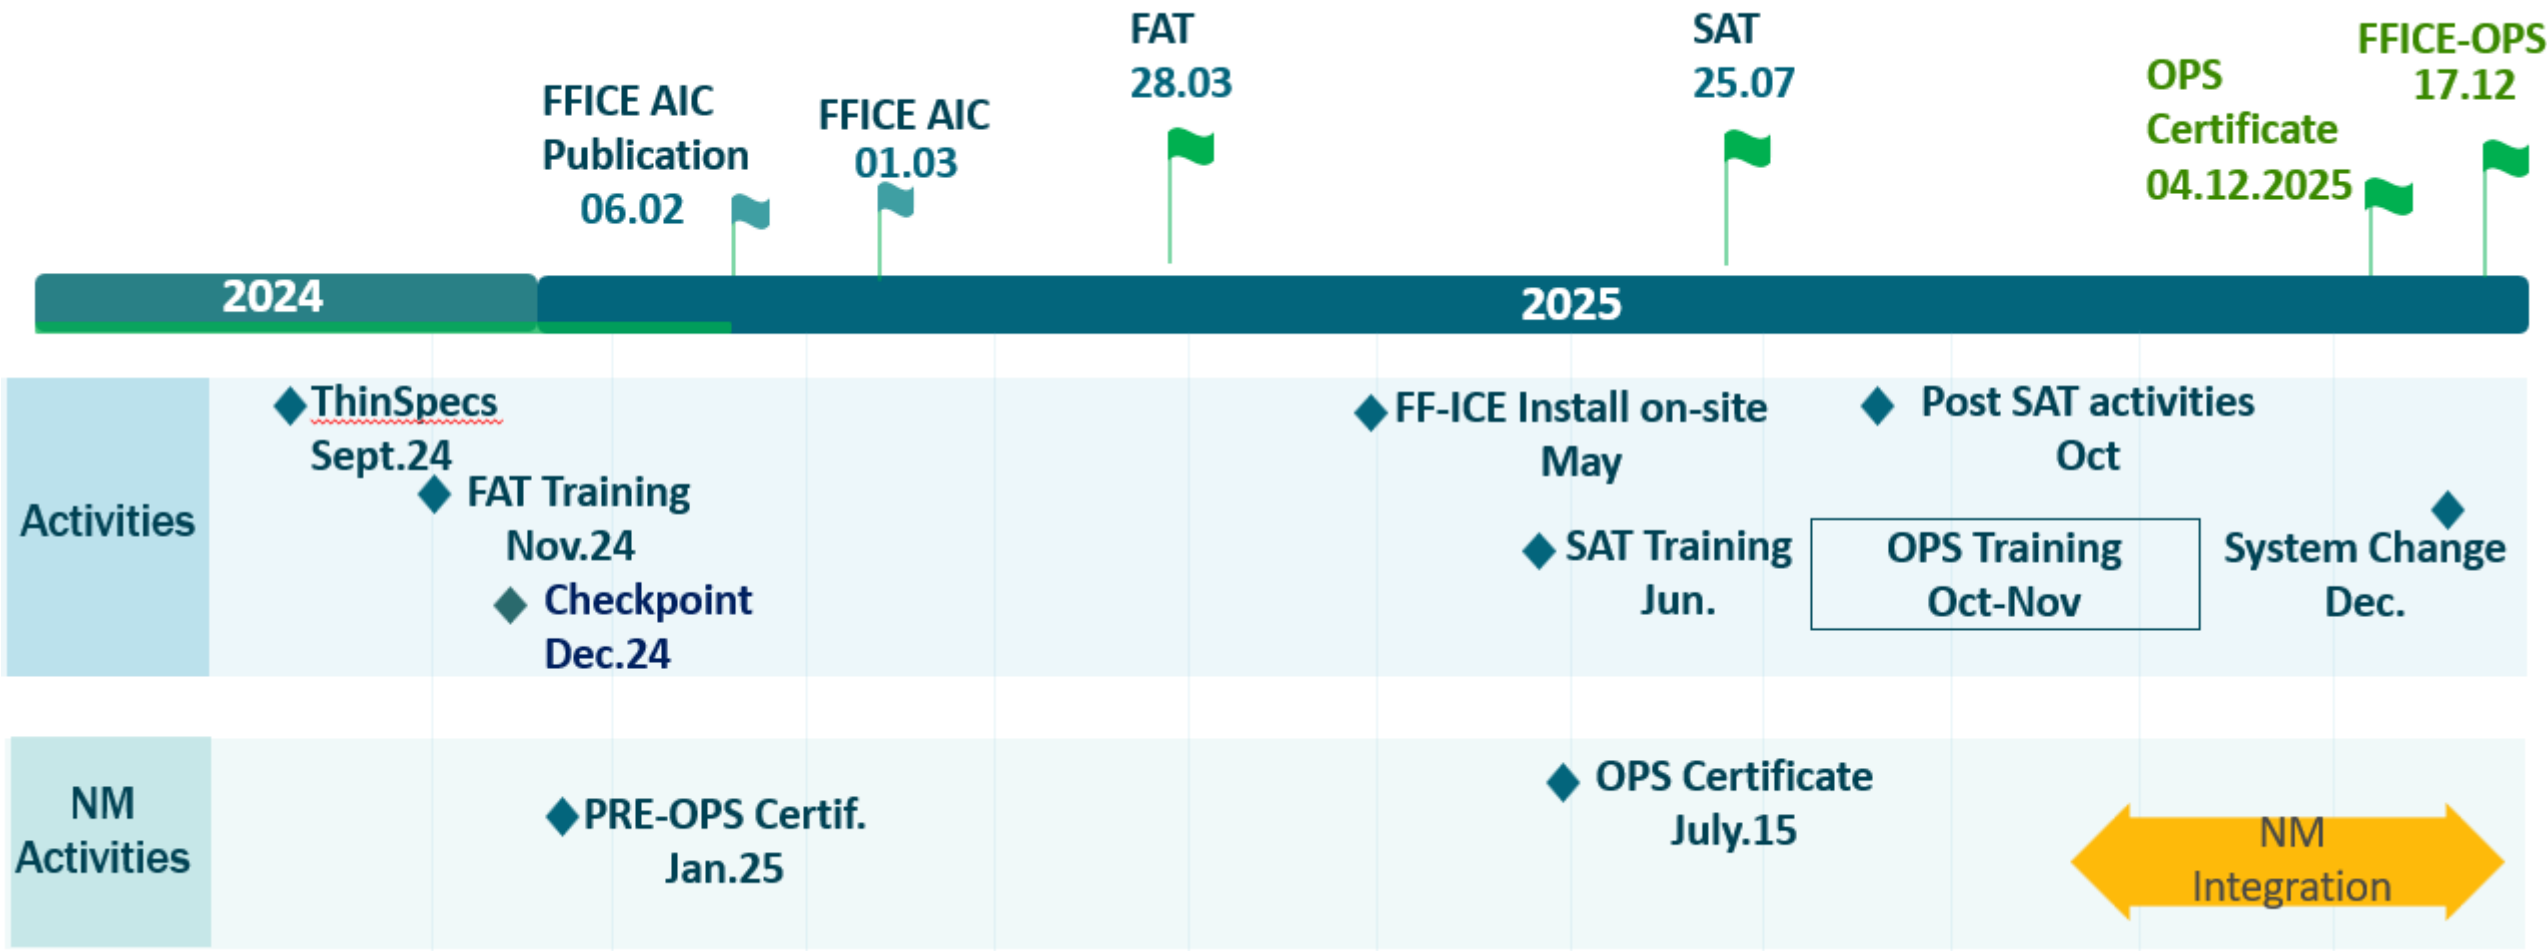 FFICE AIC
Publication
06.02
FFICE AIC
01.03
FAT
28.03
SAT
25.07
OPS
Certificate
04.12.2025
FFICE-OPS
17.12
2024
2025
Activities
ThinSpecs
Sept.24
FAT Training
Nov.24
Checkpoint
Dec.24
FF-ICE Install on-site
May
SAT Training
Jun.
Post SAT activities
Oct
OPS Training
Oct-Nov
System Change
Dec.
NM
Activities
PRE-OPS Certif.
Jan.25
OPS Certificate
July.15
NM
Integration